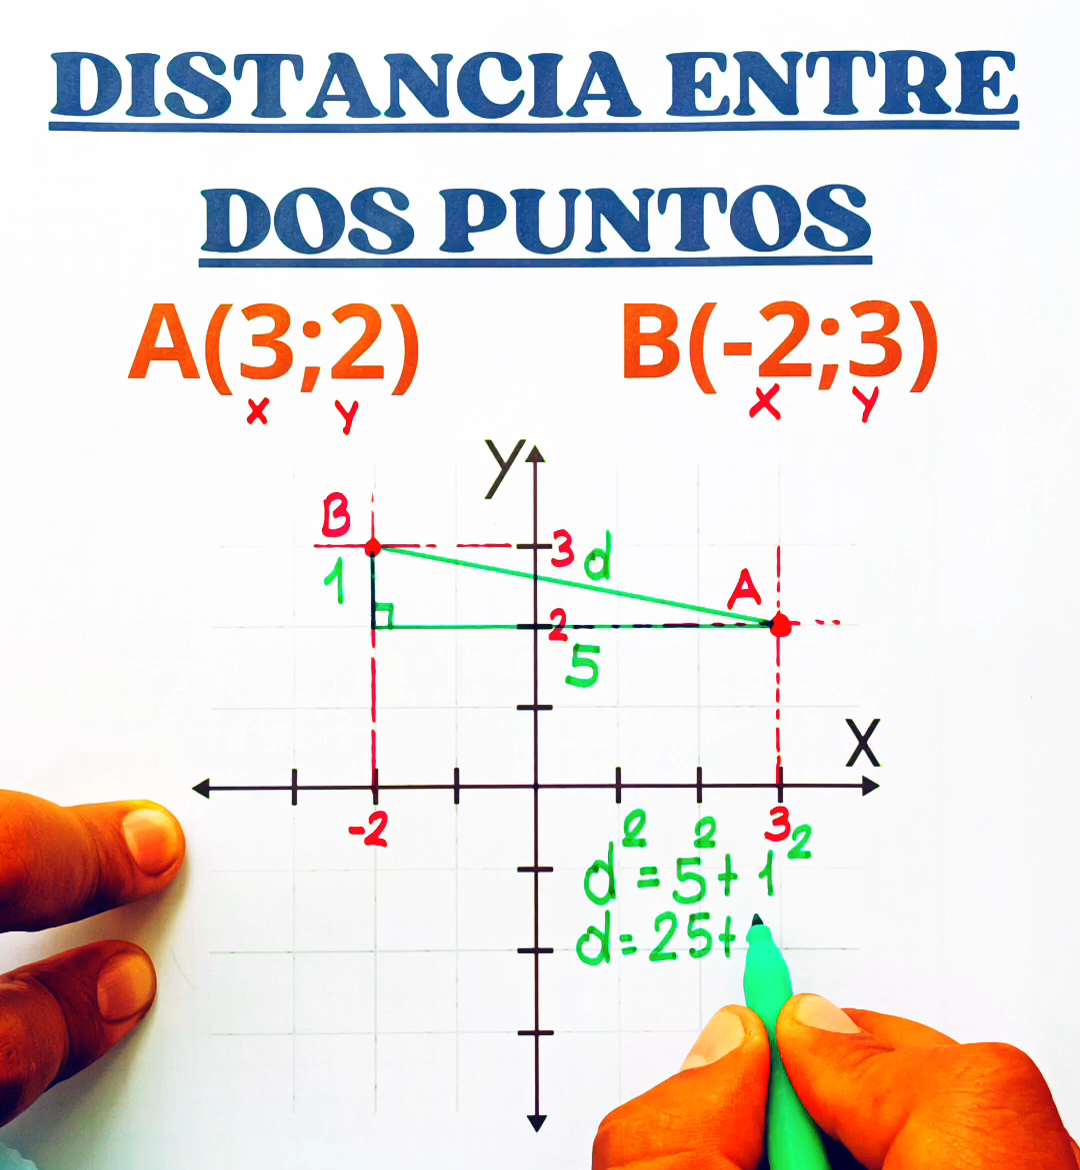 DISTANCIA ENTRE
DOS PUNTOS
A(3;2) B(-2;3)
x y x y
y
B 3 d
1 A
2
5
X
-2 3
d² = 5² + 1²
d = 25 +